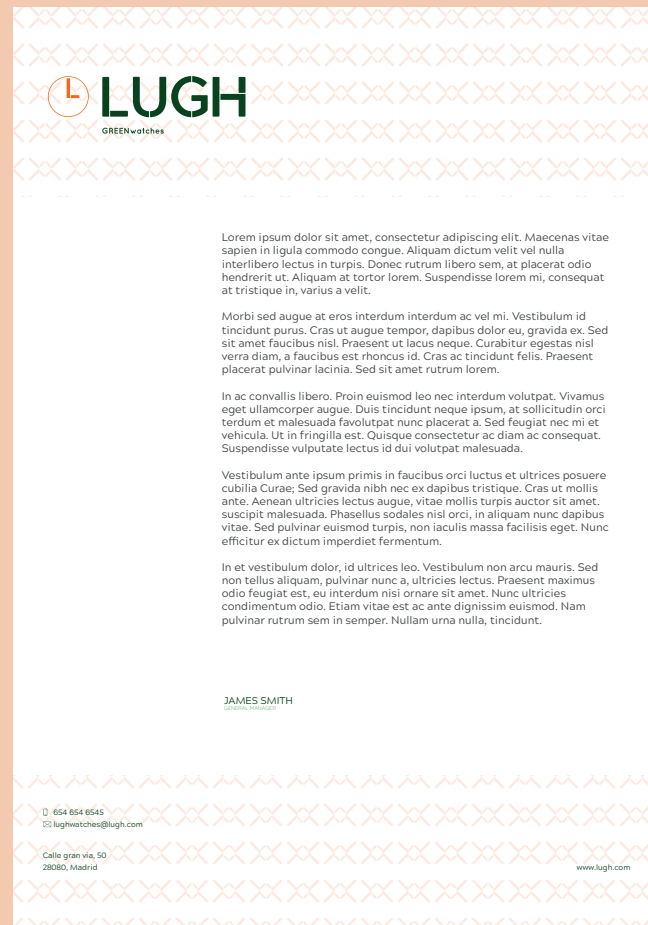 LUGH
GREENwatches
Lorem ipsum dolor sit amet, consectetur adipiscing elit. Maecenas vitae
sapien in ligula commodo congue. Aliquam dictum velit vel nulla
interlibero lectus in turpis. Donec rutrum libero sem, at placerat odio
hendrerit ut. Aliquam at tortor lorem. Suspendisse lorem mi, consequat
at tristique in, varius a velit.
Morbi sed augue at eros interdum interdum ac vel mi. Vestibulum id
tincidunt purus. Cras ut augue tempor, dapibus dolor eu, gravida ex. Sed
sit amet faucibus nisl. Praesent ut lacus neque. Curabitur egestas nisl
verra diam, a faucibus est rhoncus id. Cras ac tincidunt felis. Praesent
placerat pulvinar lacinia. Sed sit amet rutrum lorem.
In ac convallis libero. Proin euismod leo nec interdum volutpat. Vivamus
eget ullamcorper augue. Duis tincidunt neque ipsum, at sollicitudin orci
terdum et malesuada favolutpat nunc placerat a. Sed feugiat nec mi et
vehicula. Ut in fringilla est. Quisque consectetur ac diam ac consequat.
Suspendisse vulputate lectus id dui volutpat malesuada.
Vestibulum ante ipsum primis in faucibus orci luctus et ultrices posuere
cubilia Curae; Sed gravida nibh nec ex dapibus tristique. Cras ut mollis
ante. Aenean ultricies lectus augue, vitae mollis turpis auctor sit amet.
suscipit malesuada. Phasellus sodales nisl orci, in aliquam nunc dapibus
vitae. Sed pulvinar euismod turpis, non iaculis massa facilisis eget. Nunc
efficitur ex dictum imperdiet fermentum.
In et vestibulum dolor, id ultrices leo. Vestibulum non arcu mauris. Sed
non tellus aliquam, pulvinar nunc a, ultricies lectus. Praesent maximus
odio feugiat est, eu interdum nisi ornare sit amet. Nunc ultricies
condimentum odio. Etiam vitae est ac ante dignissim euismod. Nam
pulvinar rutrum sem in semper. Nullam urna nulla, tincidunt.
JAMES SMITH
GENERAL MANAGER
654 654 6545
lughwatches@lugh.com
Calle gran via, 50
28080, Madrid
www.lugh.com